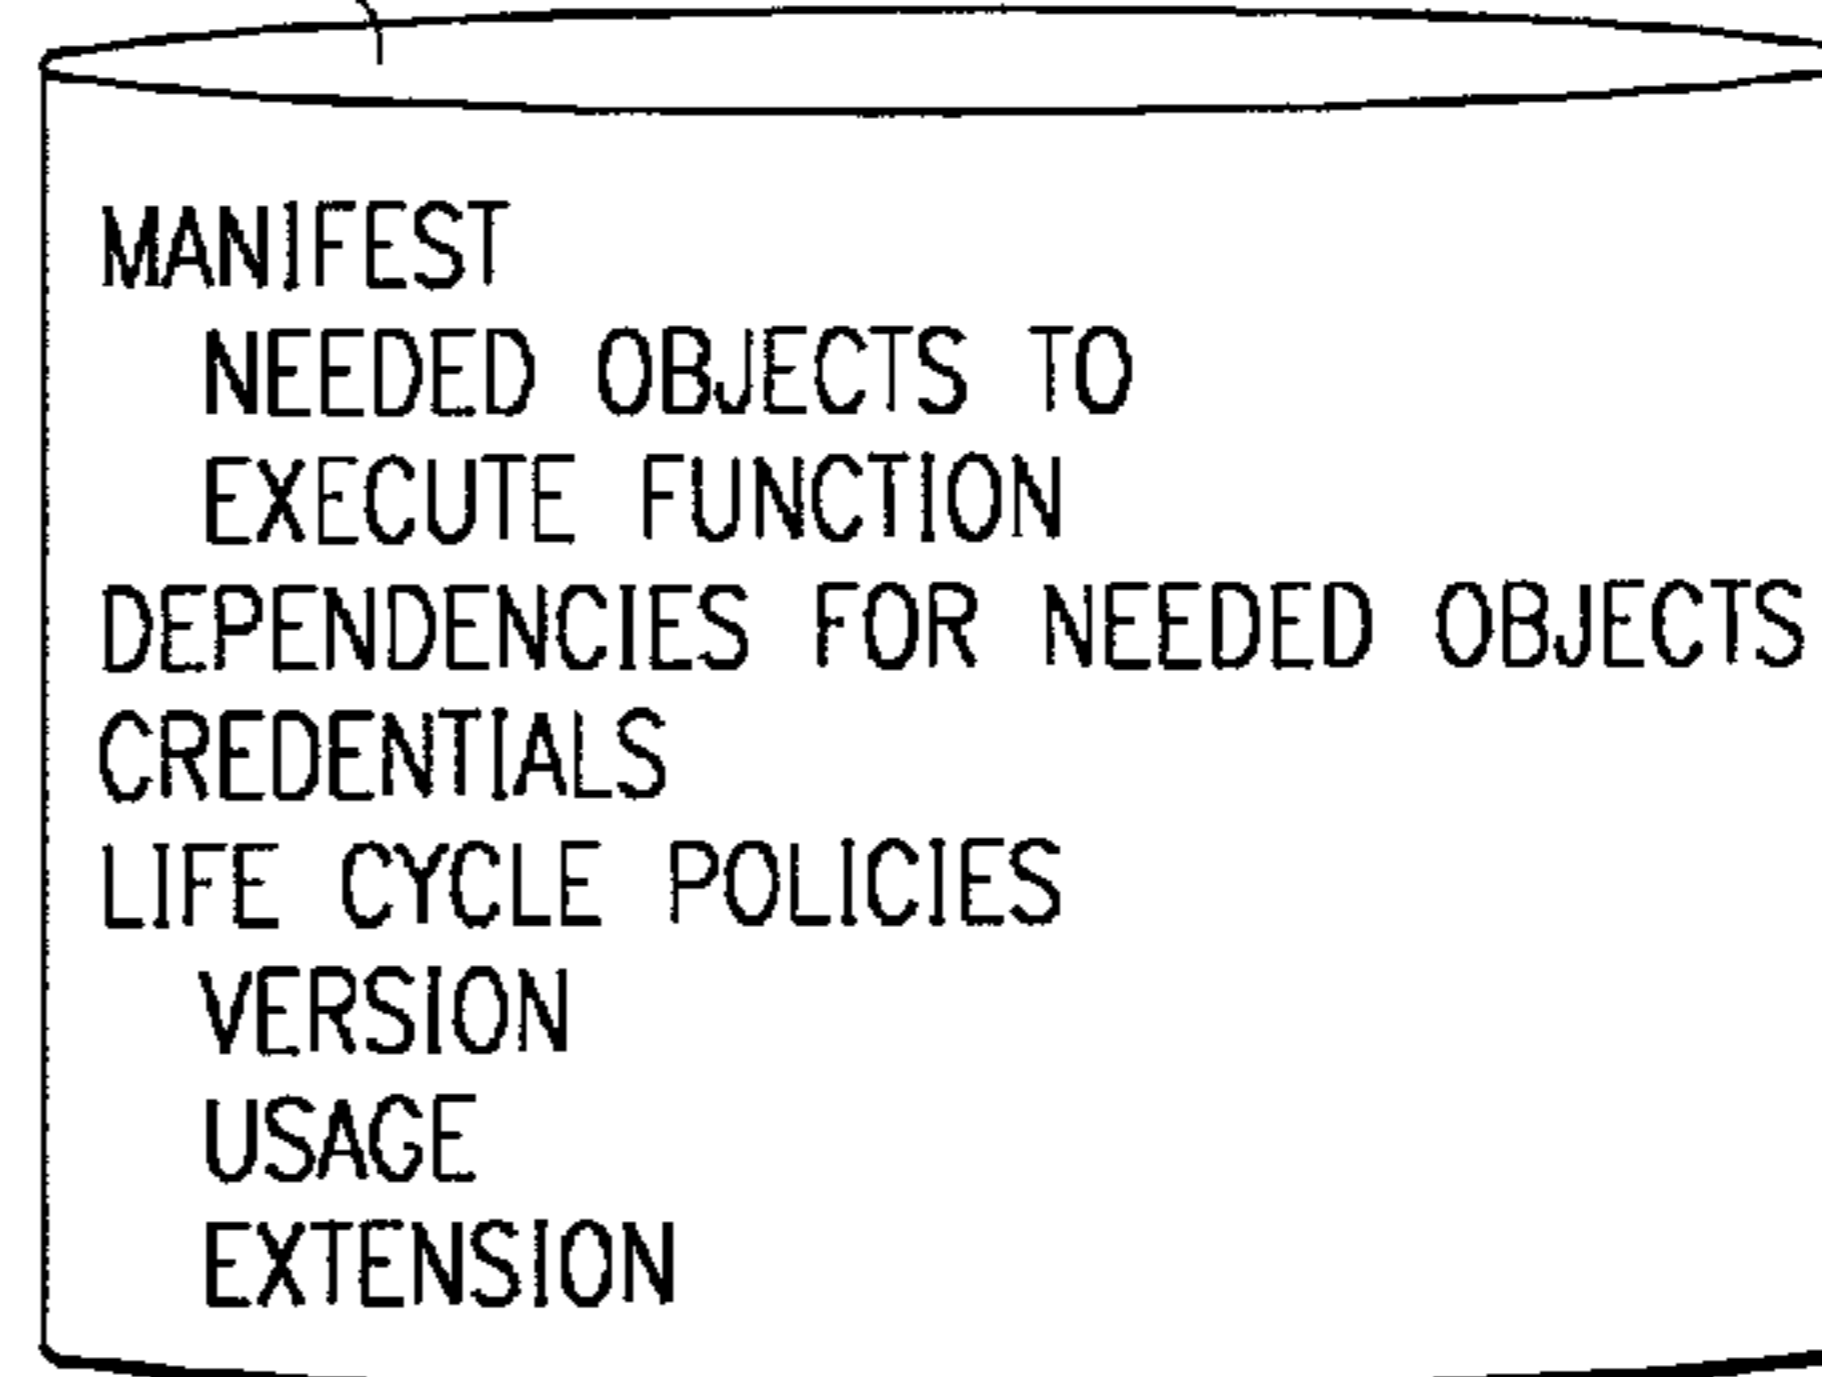 MANIFEST
NEEDED OBJECTS TO
EXECUTE FUNCTION
DEPENDENCIES FOR NEEDED OBJECTS
CREDENTIALS
LIFE CYCLE POLICIES
VERSION
USAGE
EXTENSION